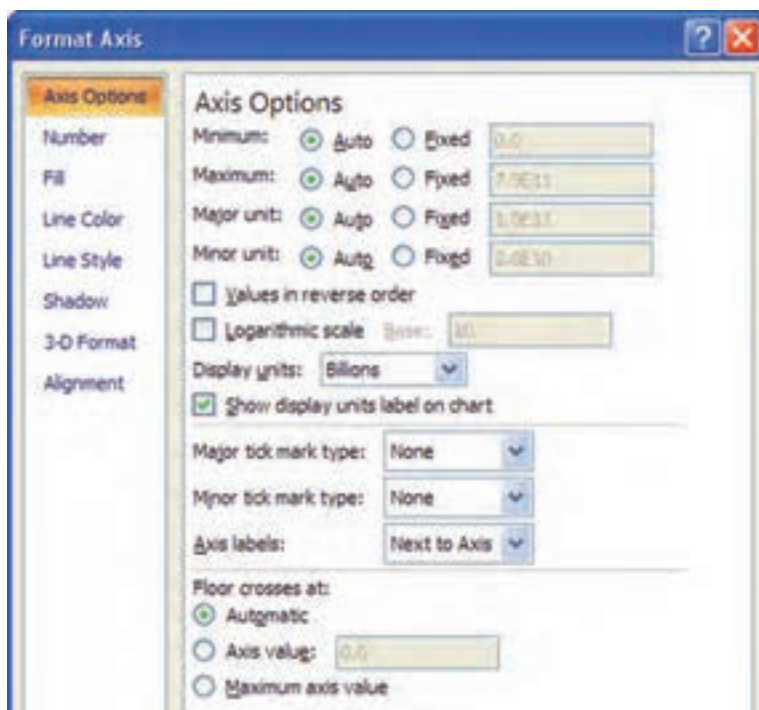 Format Axis
Axis Options
Number
Fill
Line Color
Line Style
Shadow
3-D Format
Alignment
Axis Options
Minimum: Auto Fixed 0.0
Maximum: Auto Fixed
Major unit: Auto Fixed
Minor unit: Auto Fixed
Values in reverse order
Logarithmic scale Base: 10
Display units: Billions
Show display units label on chart
Major tick mark type: None
Minor tick mark type: None
Axis labels: Next to Axis
Floor crosses at:
Automatic
Axis value: 0.0
Maximum axis value